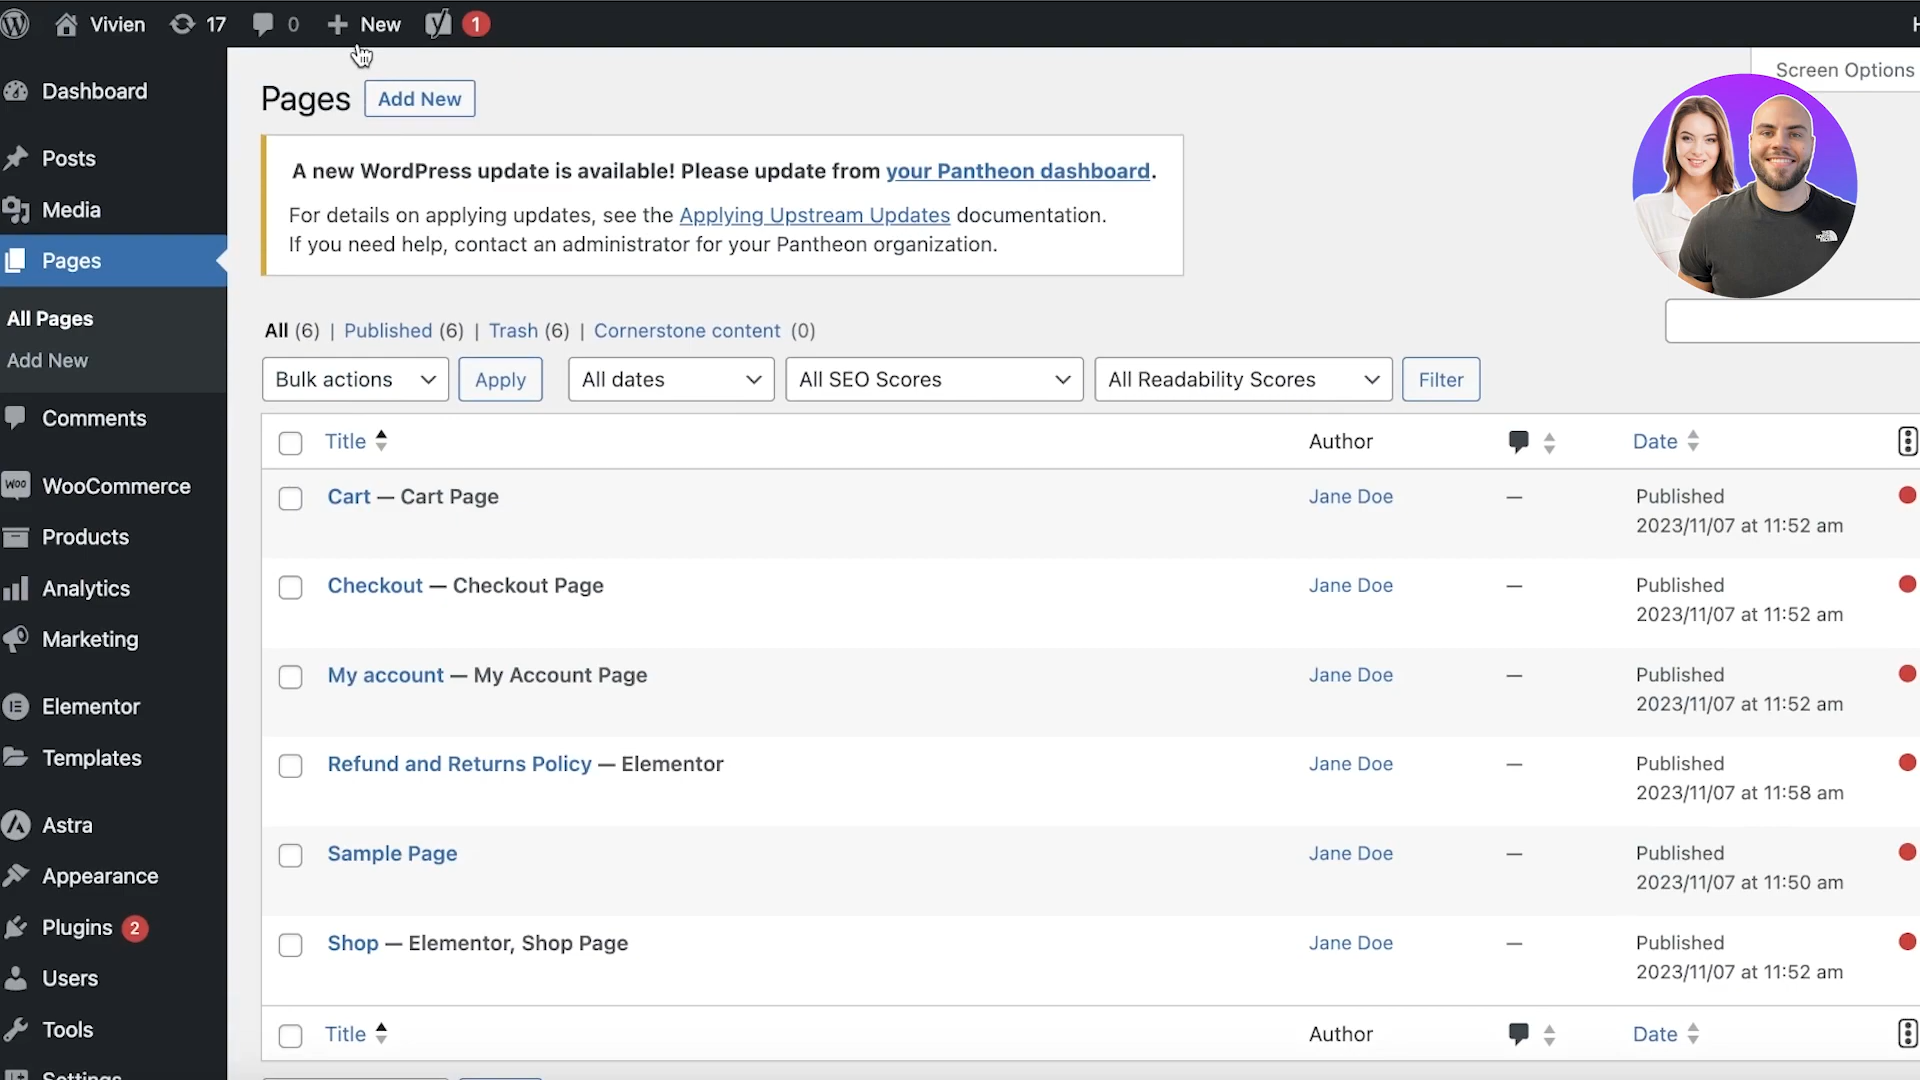 Vivien 17 0 New 1
H
Screen Options
Dashboard
Posts
Media
Pages
All Pages
Add New
Comments
WooCommerce
Products
Analytics
Marketing
Elementor
Templates
Astra
Appearance
Plugins 2
Users
Tools
Settings
Pages Add New
A new WordPress update is available! Please update from your Pantheon dashboard.
For details on applying updates, see the Applying Upstream Updates documentation.
If you need help, contact an administrator for your Pantheon organization.
All (6) | Published (6) | Trash (6) | Cornerstone content (0)
Bulk actions Apply All dates All SEO Scores All Readability Scores Filter
Title Author Date
Cart — Cart Page Jane Doe — Published
2023/11/07 at 11:52 am
Checkout — Checkout Page Jane Doe — Published
2023/11/07 at 11:52 am
My account — My Account Page Jane Doe — Published
2023/11/07 at 11:52 am
Refund and Returns Policy — Elementor Jane Doe — Published
2023/11/07 at 11:58 am
Sample Page Jane Doe — Published
2023/11/07 at 11:50 am
Shop — Elementor, Shop Page Jane Doe — Published
2023/11/07 at 11:52 am
Title Author Date